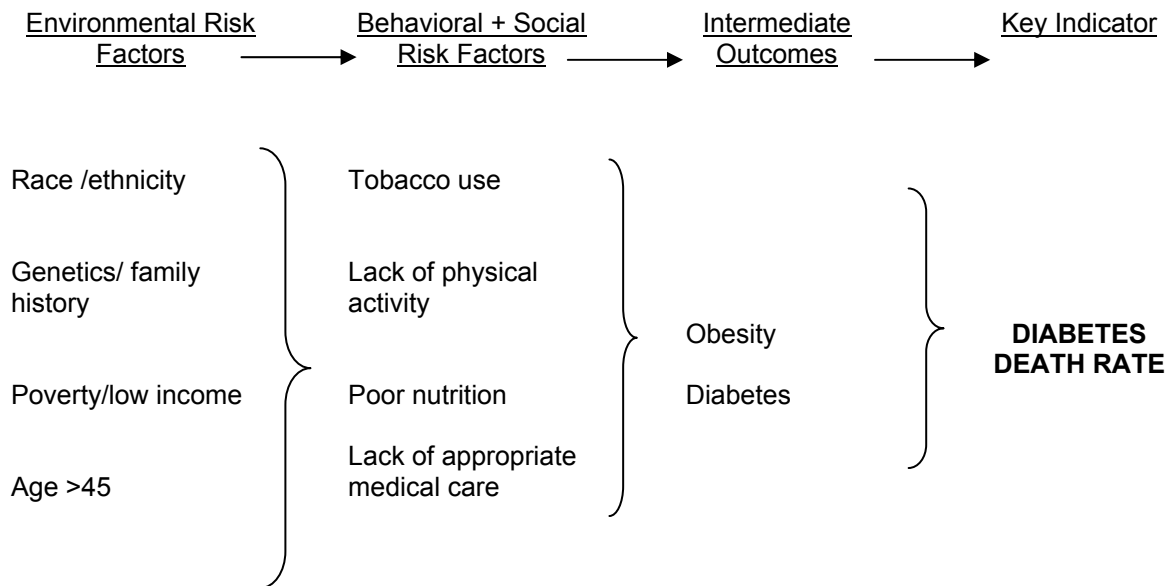 Environmental Risk
Factors
Behavioral + Social
Risk Factors
Intermediate
Outcomes
Key Indicator
Race /ethnicity
Genetics/ family
history
Poverty/low income
Age >45
Tobacco use
Lack of physical
activity
Poor nutrition
Lack of appropriate
medical care
Obesity
Diabetes
DIABETES
DEATH RATE